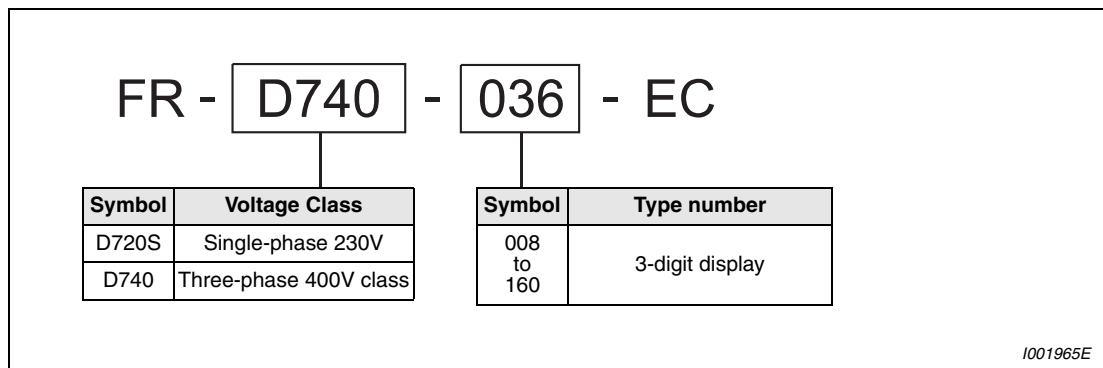 FR - D740 - 036 - EC
Symbol Voltage Class
D720S Single-phase 230V
D740 Three-phase 400V class
Symbol Type number
008
to
160
3-digit display
I001965E